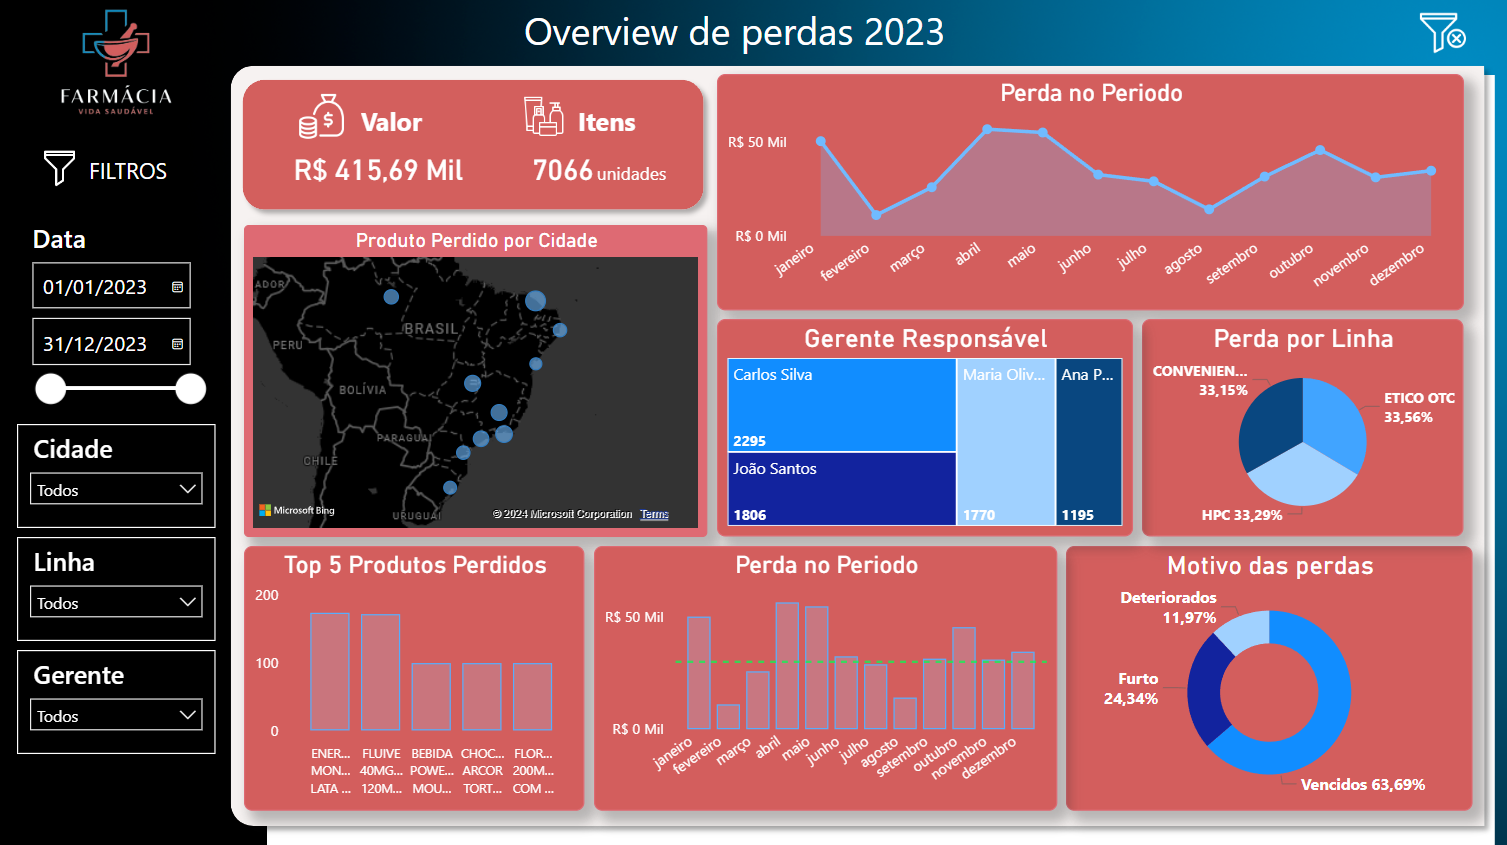 Overview de perdas 2023
FARMÁCIA
VIDA SAUDÁVEL
FILTROS
Data
01/01/2023
31/12/2023
Cidade
Todos
Linha
Todos
Gerente
Todos
Valor
R$ 415,69 Mil
Itens
7066 unidades
Produto Perdido por Cidade
ADOR
BRASIL
PERU
BOLÍVIA
PARAGUAI
CHILE
URUGUAI
Microsoft Bing
© 2024 Microsoft Corporation Terms
Perda no Periodo
R$ 50 Mil
R$ 0 Mil
janeiro
fevereiro
março
abril
maio
junho
julho
agosto
setembro
outubro
novembro
dezembro
Gerente Responsável
Carlos Silva
2295
João Santos
1806
Maria Oliv...
1770
Ana P...
1195
Perda por Linha
CONVENIEN...
33,15%
ETICO OTC
33,56%
HPC 33,29%
Top 5 Produtos Perdidos
200
100
0
ENER...
MON...
LATA ...
FLUIVE
40MG...
120M...
BEBIDA
POWE...
MOU...
CHOC...
ARCOR
TORT...
FLOR...
200M...
COM ...
Perda no Periodo
R$ 50 Mil
R$ 0 Mil
janeiro
fevereiro
março
abril
maio
junho
julho
agosto
setembro
outubro
novembro
dezembro
Motivo das perdas
Deteriorados
11,97%
Furto
24,34%
Vencidos 63,69%